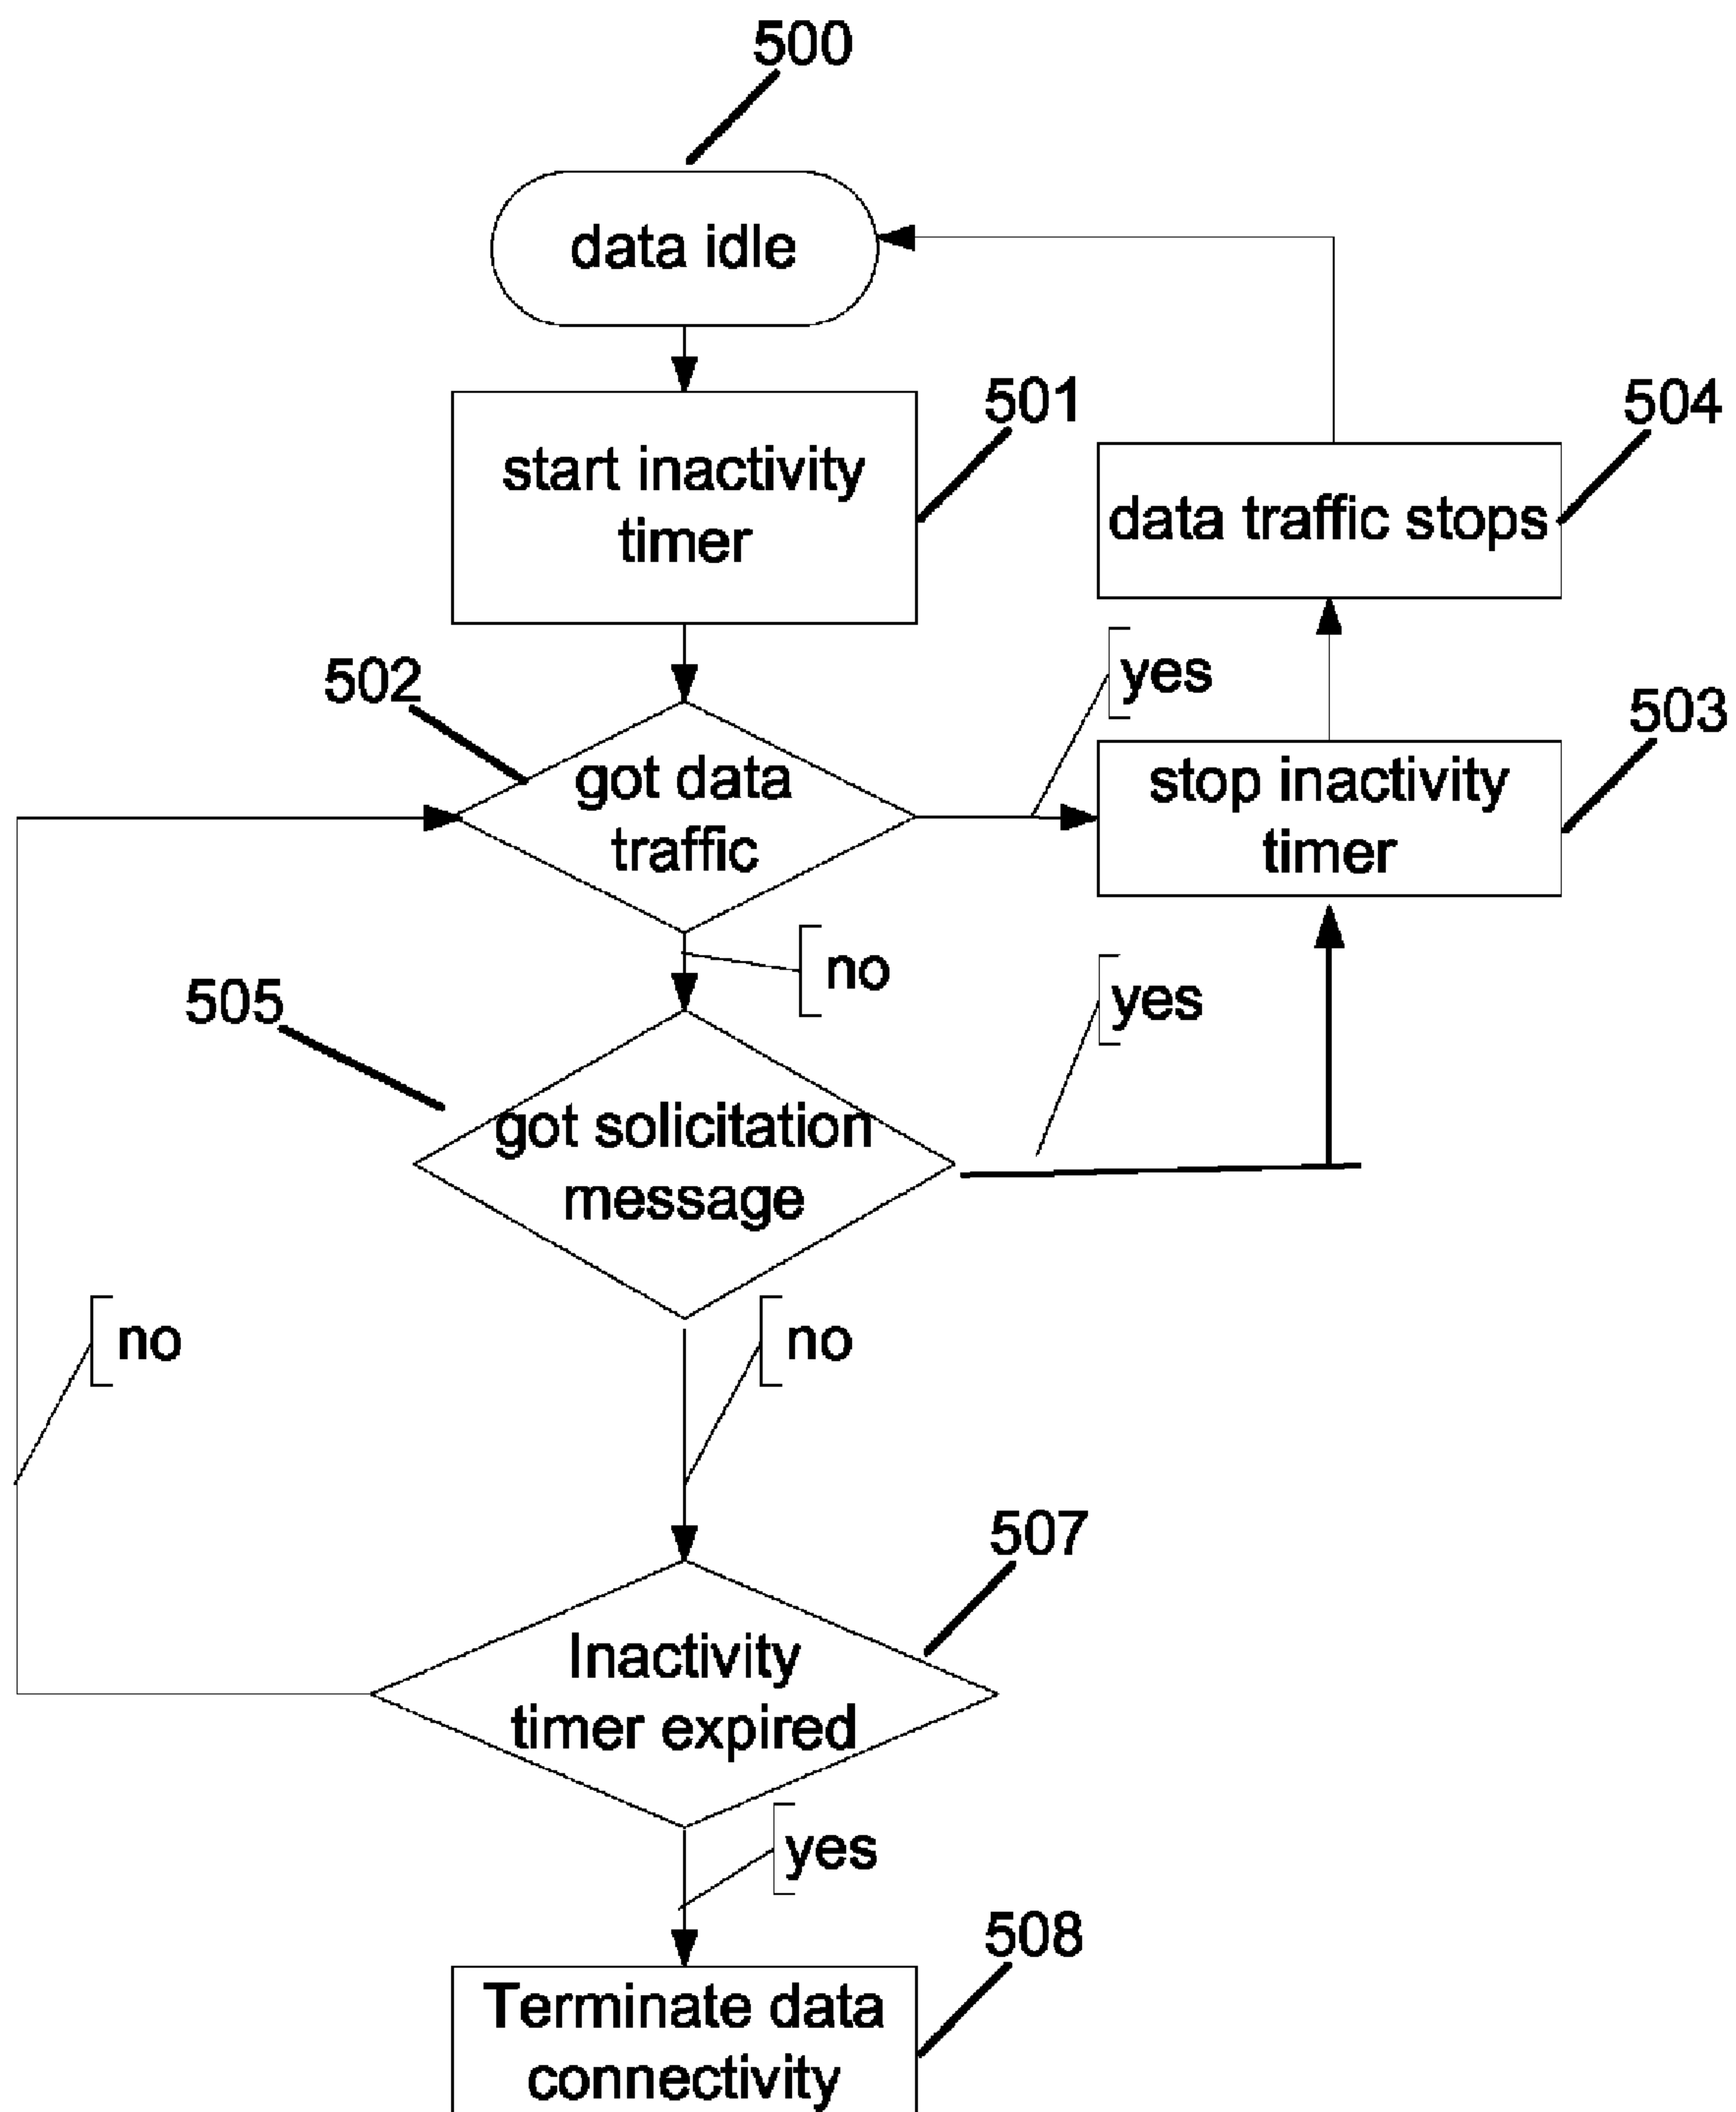 500
data idle
501
start inactivity
timer
504
data traffic stops
502
got data
traffic
yes
503
stop inactivity
timer
no
505
got solicitation
message
yes
no
no
507
Inactivity
timer expired
yes
508
Terminate data
connectivity